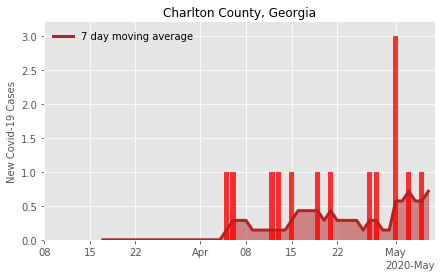 Charlton County, Georgia
7 day moving average
New Covid-19 Cases
3.0
2.5
2.0
1.5
1.0
0.5
0.0
08 15 22 Apr 08 15 22 May
2020-May